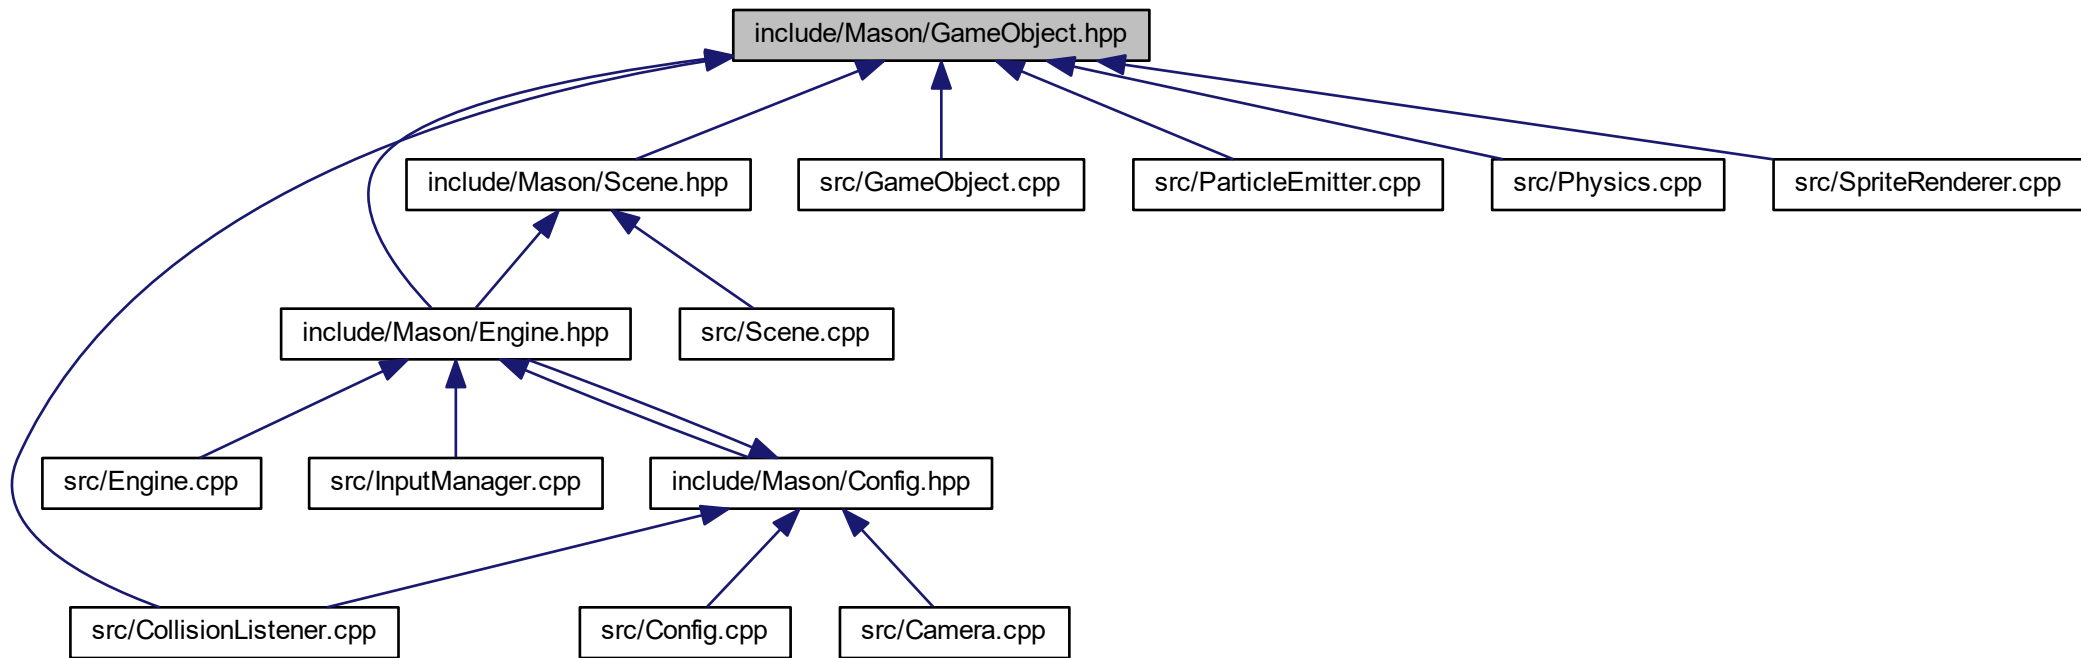 include/Mason/GameObject.hpp
include/Mason/Scene.hpp
src/GameObject.cpp
src/ParticleEmitter.cpp
src/Physics.cpp
src/SpriteRenderer.cpp
include/Mason/Engine.hpp
src/Scene.cpp
src/Engine.cpp
src/InputManager.cpp
include/Mason/Config.hpp
src/CollisionListener.cpp
src/Config.cpp
src/Camera.cpp